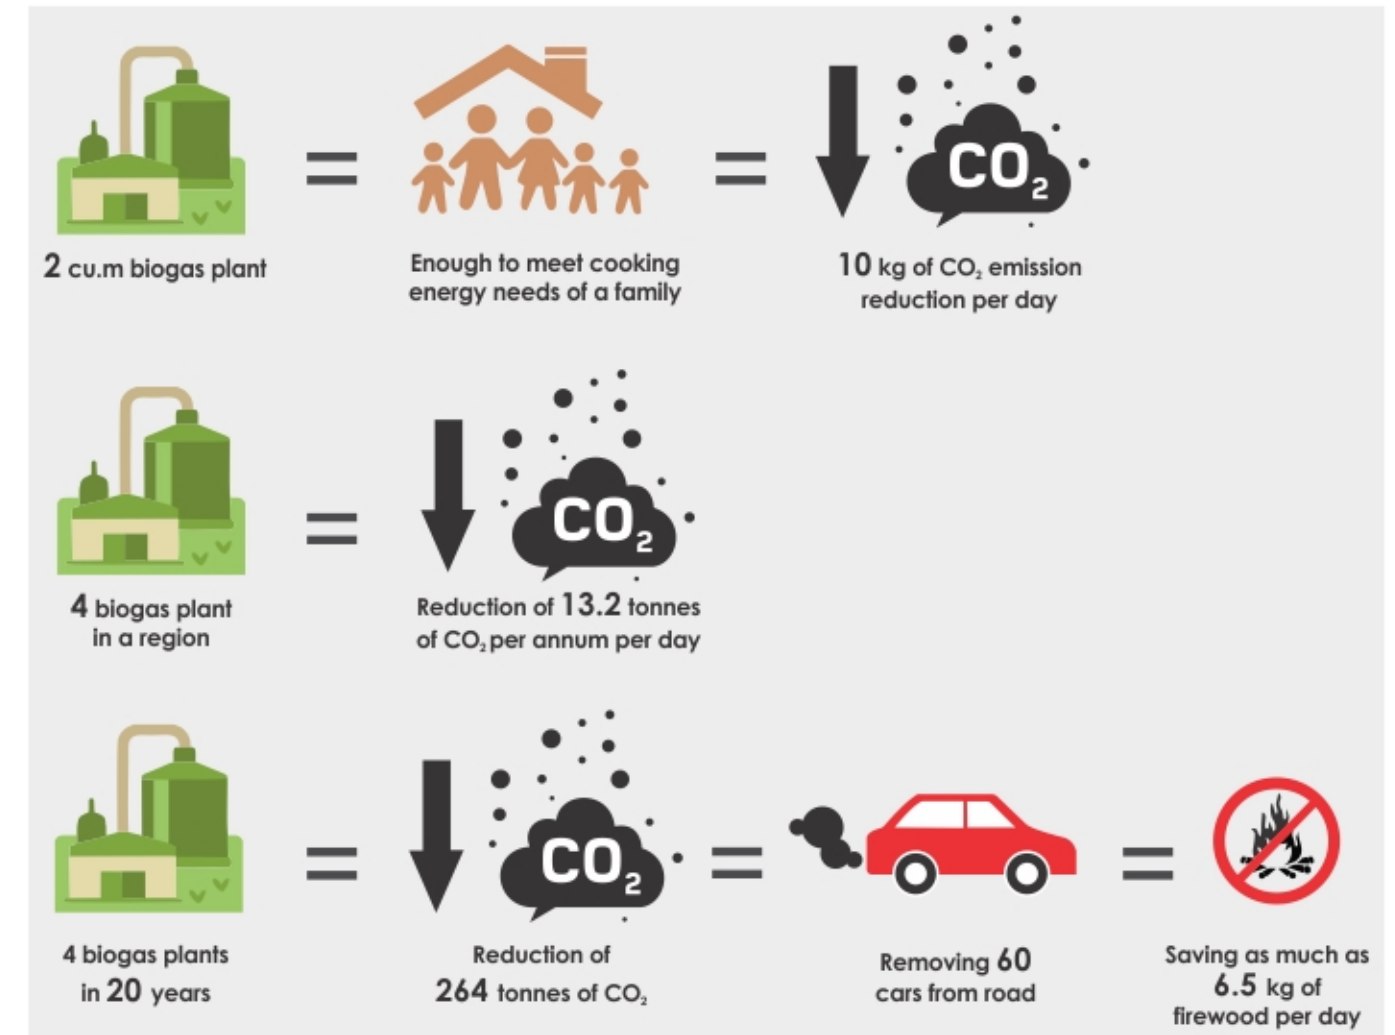 CO₂
2 cu.m biogas plant
Enough to meet cooking
energy needs of a family
10 kg of CO₂ emission
reduction per day
CO₂
4 biogas plant
in a region
Reduction of 13.2 tonnes
of CO₂ per annum per day
CO₂
4 biogas plants
in 20 years
Reduction of
264 tonnes of CO₂
Removing 60
cars from road
Saving as much as
6.5 kg of
firewood per day